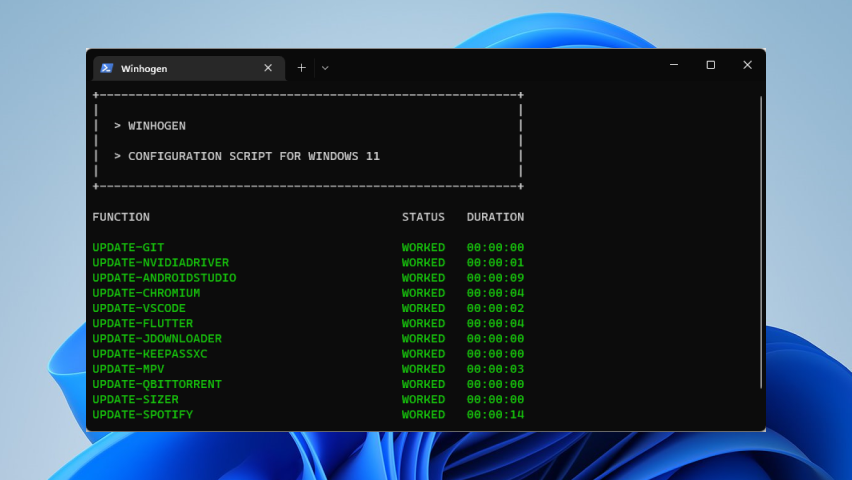 Winhogen
> WINHOGEN
> CONFIGURATION SCRIPT FOR WINDOWS 11
FUNCTION STATUS DURATION
UPDATE-GIT WORKED 00:00:00
UPDATE-NVIDIADRIVER WORKED 00:00:01
UPDATE-ANDROIDSTUDIO WORKED 00:00:09
UPDATE-CHROMIUM WORKED 00:00:04
UPDATE-VSCODE WORKED 00:00:02
UPDATE-FLUTTER WORKED 00:00:04
UPDATE-JDOWNLOADER WORKED 00:00:00
UPDATE-KEEPASSXC WORKED 00:00:00
UPDATE-MPV WORKED 00:00:03
UPDATE-QBITTORRENT WORKED 00:00:00
UPDATE-SIZER WORKED 00:00:00
UPDATE-SPOTIFY WORKED 00:00:14